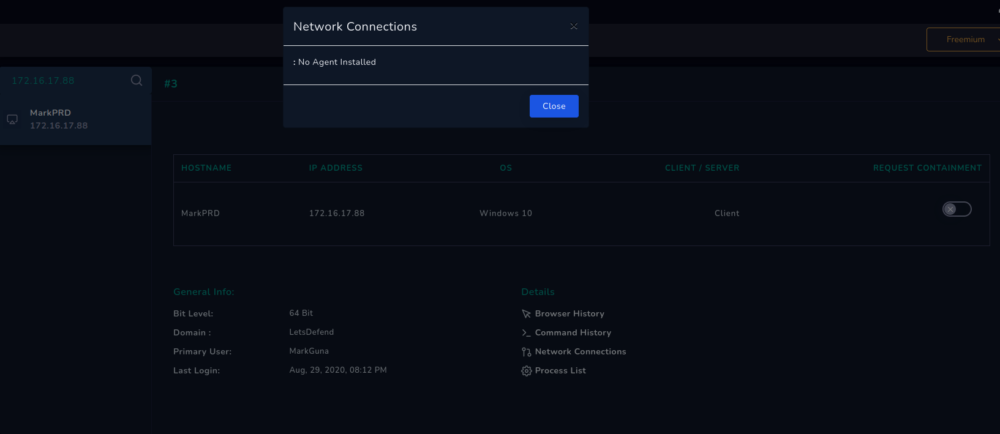 Network Connections
: No Agent Installed
Close
Freemium
172.16.17.88
MarkPRD
172.16.17.88
#3
HOSTNAME IP ADDRESS OS CLIENT / SERVER REQUEST CONTAINMENT
MarkPRD 172.16.17.88 Windows 10 Client
General Info:
Bit Level: 64 Bit
Domain : LetsDefend
Primary User: MarkGuna
Last Login: Aug, 29, 2020, 08:12 PM
Details
Browser History
Command History
Network Connections
Process List